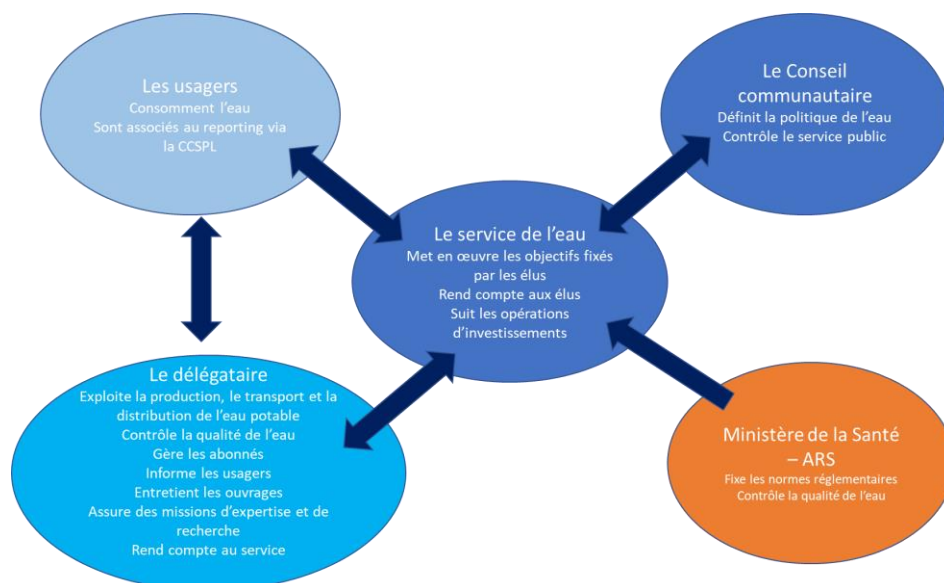 Les usagers
Consomment l'eau
Sont associés au reporting via
la CCSPL
Le Conseil
communautaire
Définit la politique de l'eau
Contrôle le service public
Le service de l'eau
Met en œuvre les objectifs fixés
par les élus
Rend compte aux élus
Suit les opérations
d'investissements
Le délégataire
Exploite la production, le transport et la
distribution de l'eau potable
Contrôle la qualité de l'eau
Gère les abonnés
Informe les usagers
Entretient les ouvrages
Assure des missions d'expertise et de
recherche
Rend compte au service
Ministère de la Santé
– ARS
Fixe les normes réglementaires
Contrôle la qualité de l'eau